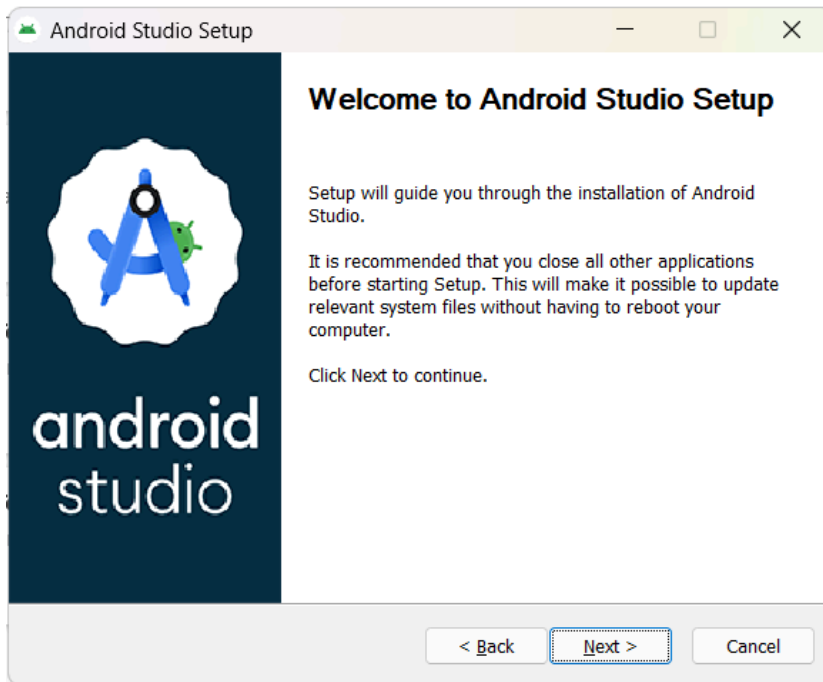 Android Studio Setup
Welcome to Android Studio Setup
Setup will guide you through the installation of Android
Studio.
It is recommended that you close all other applications
before starting Setup. This will make it possible to update
relevant system files without having to reboot your
computer.
Click Next to continue.
android
studio
< Back Next > Cancel